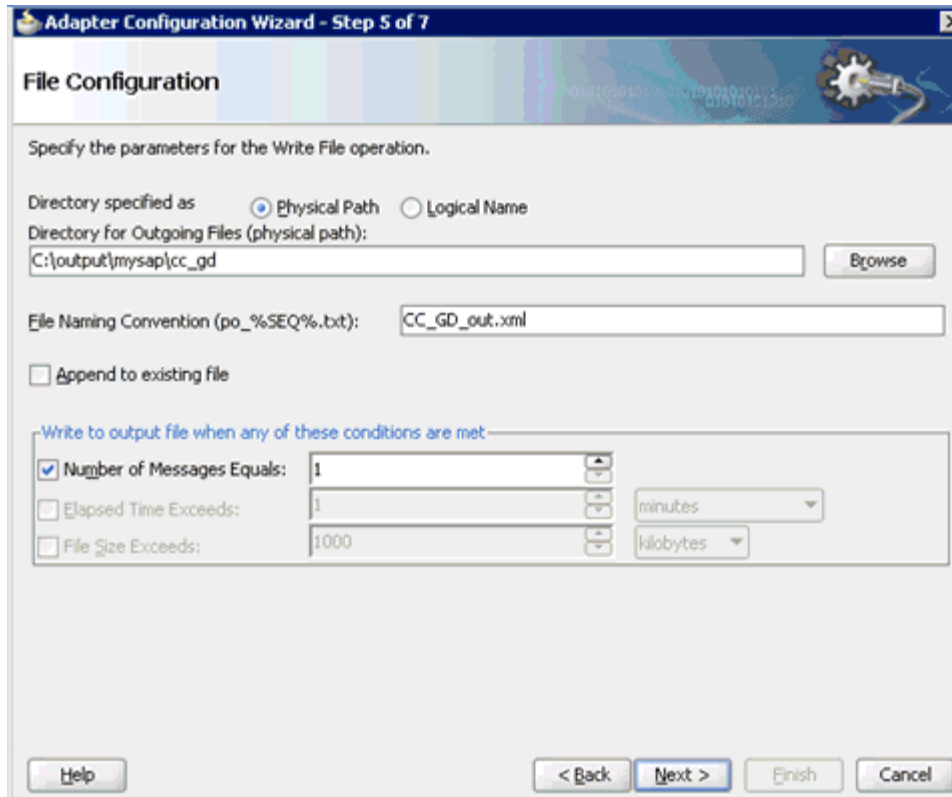 Adapter Configuration Wizard - Step 5 of 7
File Configuration
Specify the parameters for the Write File operation.
Directory specified as Physical Path Logical Name
Directory for Outgoing Files (physical path):
C:\output\mysap\cc_gd Browse
File Naming Convention (po_%SEQ%.txt): CC_GD_out.xml
Append to existing file
Write to output file when any of these conditions are met
Number of Messages Equals: 1
Elapsed Time Exceeds: 1 minutes
File Size Exceeds: 1000 kilobytes
Help < Back Next > Finish Cancel